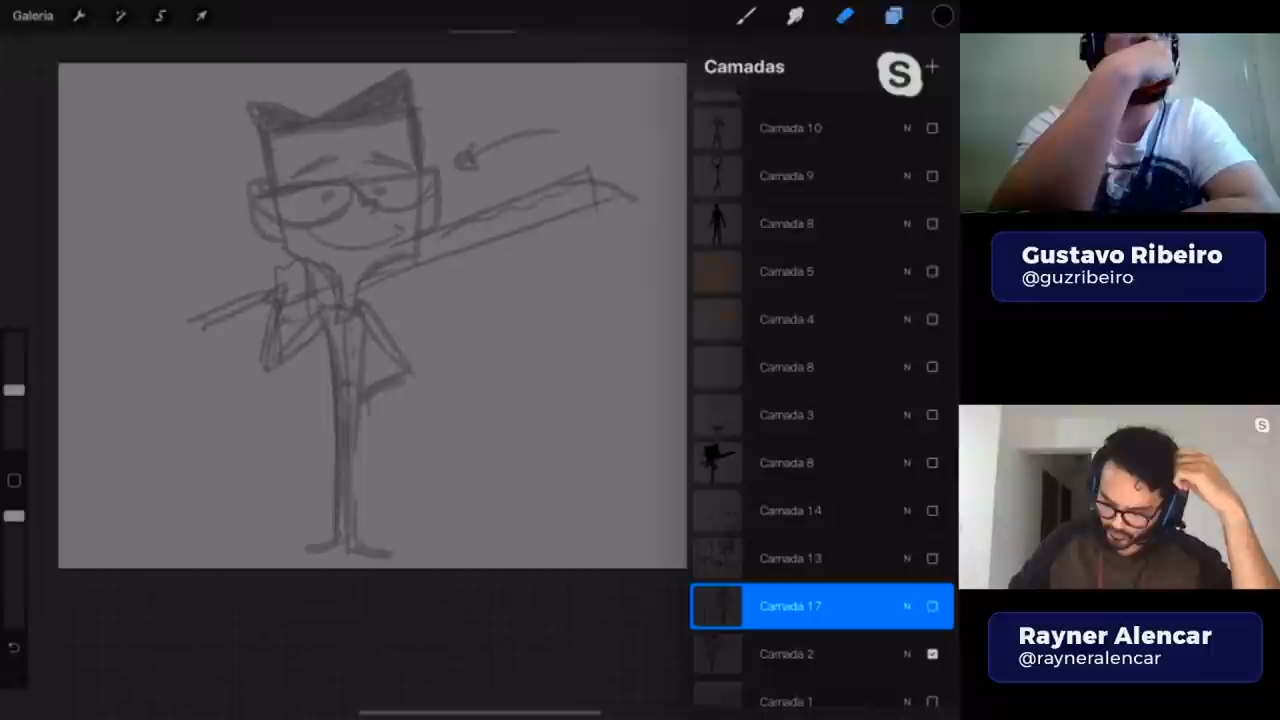 Galeria
Camadas
S
Camada 10 N
Camada 9 N
Camada 8 N
Camada 5 N
Camada 4 N
Camada 8 N
Camada 3 N
Camada 8 N
Camada 14 N
Camada 13 N
Camada 17 N
Camada 2 N
Camada 1
Gustavo Ribeiro
@guzribeiro
Rayner Alencar
@rayneralencar